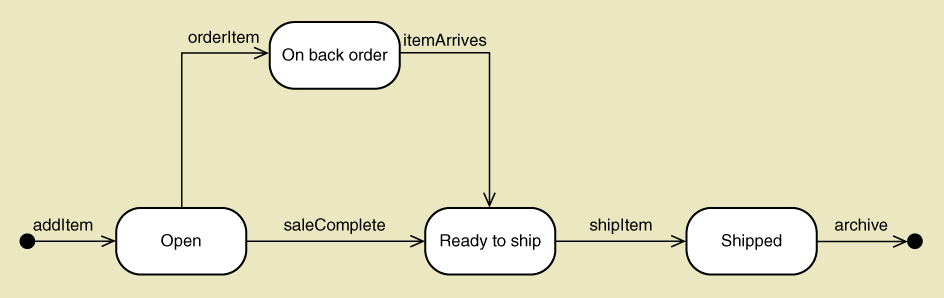 orderItem
On back order
itemArrives
addItem
Open
saleComplete
Ready to ship
shipItem
Shipped
archive